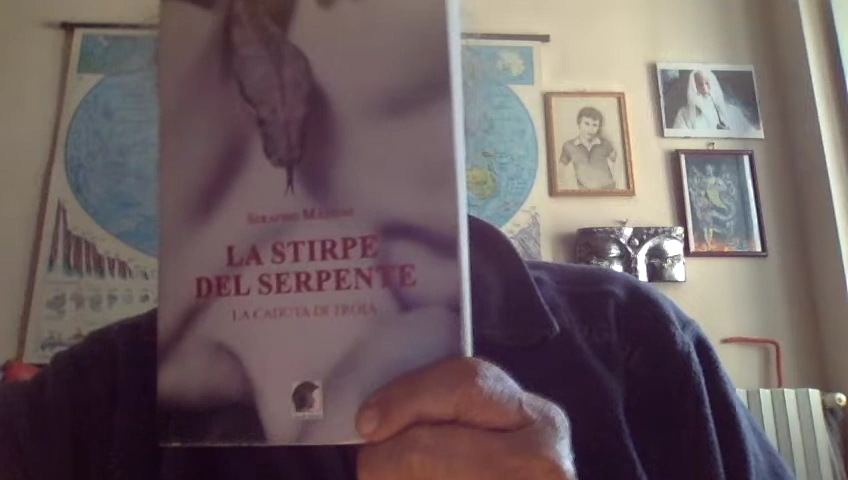 LA STIRPE
DEL SERPENTE
LA CADUTA DI TROIA